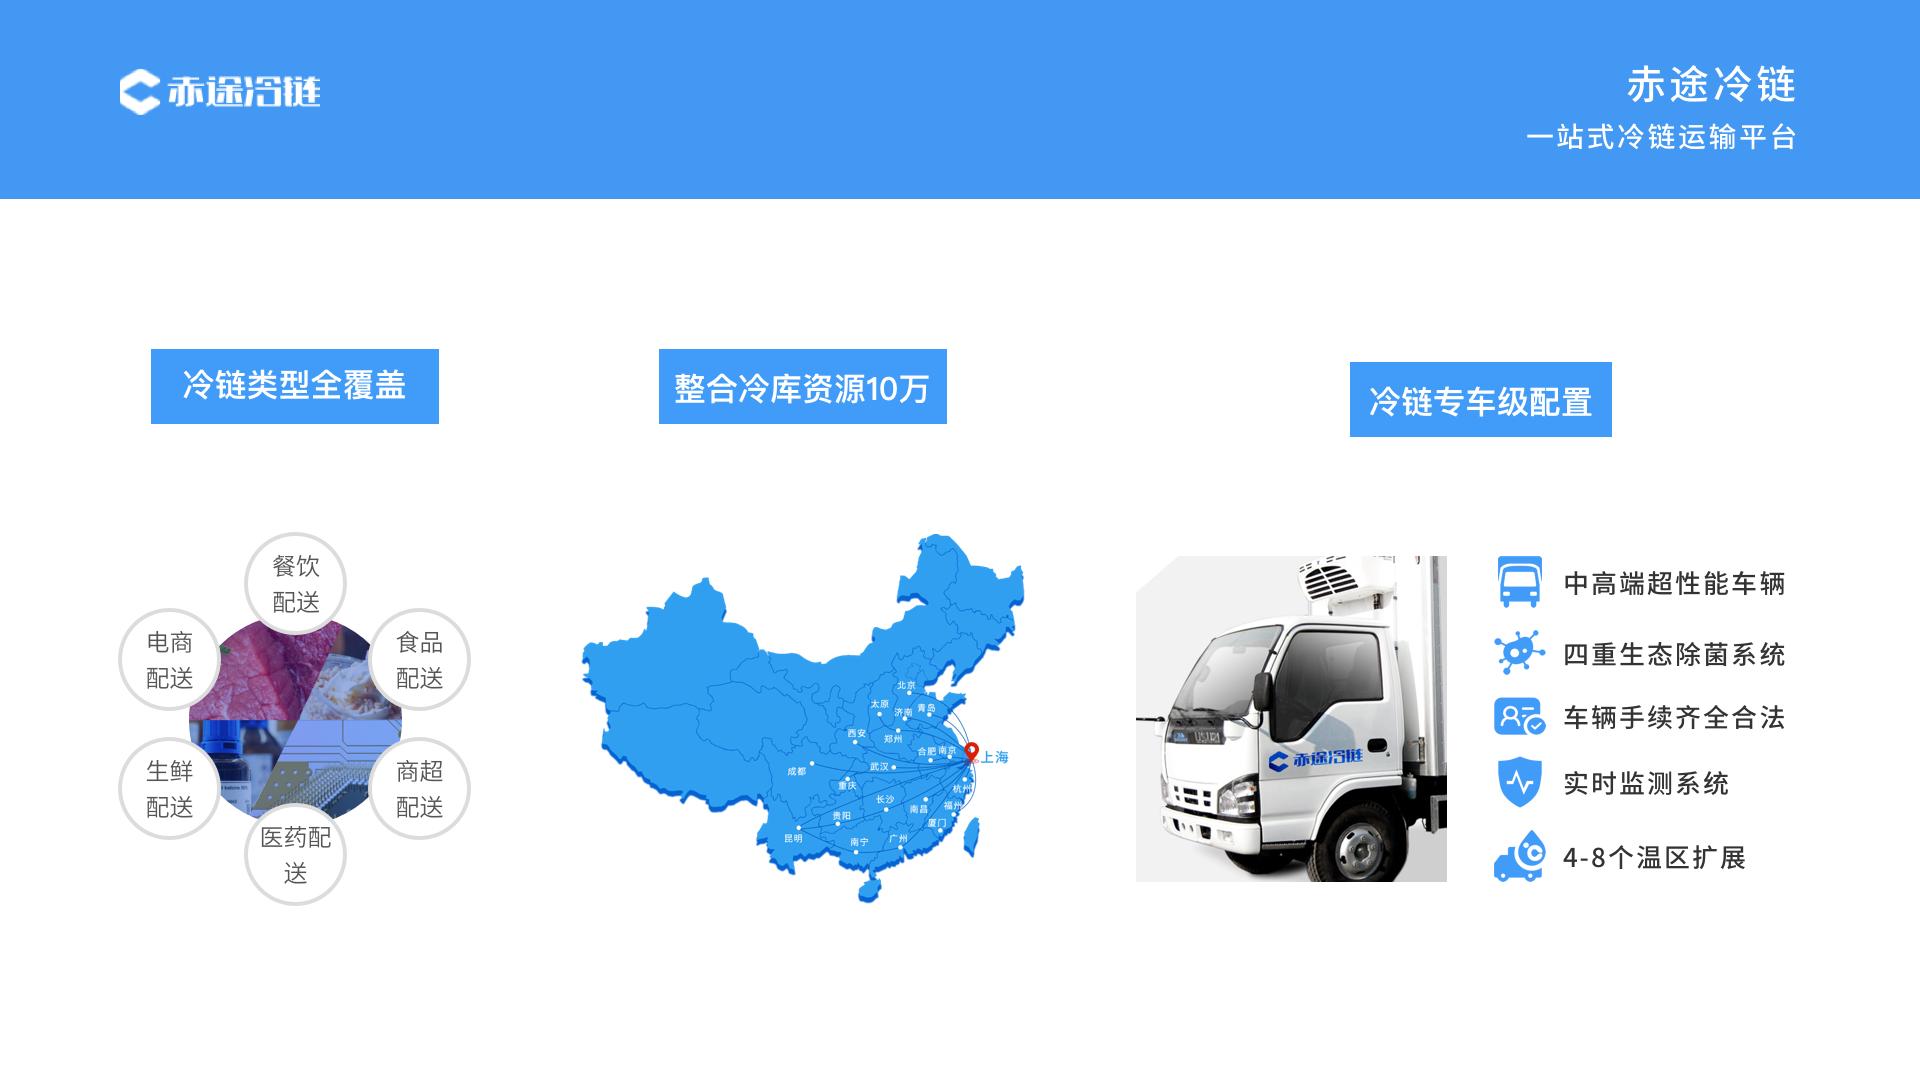 赤途冷链
赤途冷链
一站式冷链运输平台
冷链类型全覆盖
整合冷库资源10万
冷链专车级配置
餐饮
配送
电商
配送
食品
配送
生鲜
配送
商超
配送
医药配
送
北京
太原
济南
青岛
西安
郑州
合肥
南京
上海
成都
武汉
重庆
杭州
长沙
南昌
福州
贵阳
厦门
昆明
南宁
广州
赤途冷链
中高端超性能车辆
四重生态除菌系统
车辆手续齐全合法
实时监测系统
4-8个温区扩展